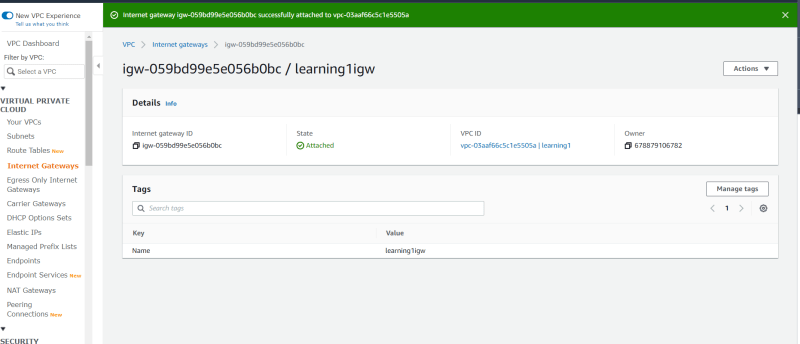 New VPC Experience
Tell us what you think
Internet gateway igw-059bd99e5e056b0bc successfully attached to vpc-03aaf66c5c1e5505a
VPC Dashboard
Filter by VPC:
Select a VPC
VIRTUAL PRIVATE
CLOUD
Your VPCs
Subnets
Route Tables New
Internet Gateways
Egress Only Internet
Gateways
Carrier Gateways
DHCP Options Sets
Elastic IPs
Managed Prefix Lists
Endpoints
Endpoint Services New
NAT Gateways
Peering
Connections New
SECURITY
VPC > Internet gateways > igw-059bd99e5e056b0bc
igw-059bd99e5e056b0bc / learning1igw
Actions
Details Info
Internet gateway ID
igw-059bd99e5e056b0bc
State
Attached
VPC ID
vpc-03aaf66c5c1e5505a | learning1
Owner
678879106782
Tags
Manage tags
Search tags
1
Key Value
Name learning1igw